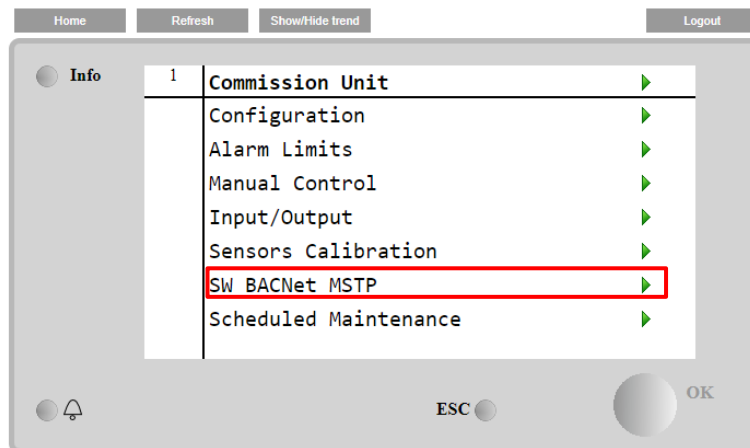 Home Refresh Show/Hide trend Logout
Info
1 Commission Unit
Configuration
Alarm Limits
Manual Control
Input/Output
Sensors Calibration
SW BACNet MSTP
Scheduled Maintenance
ESC OK